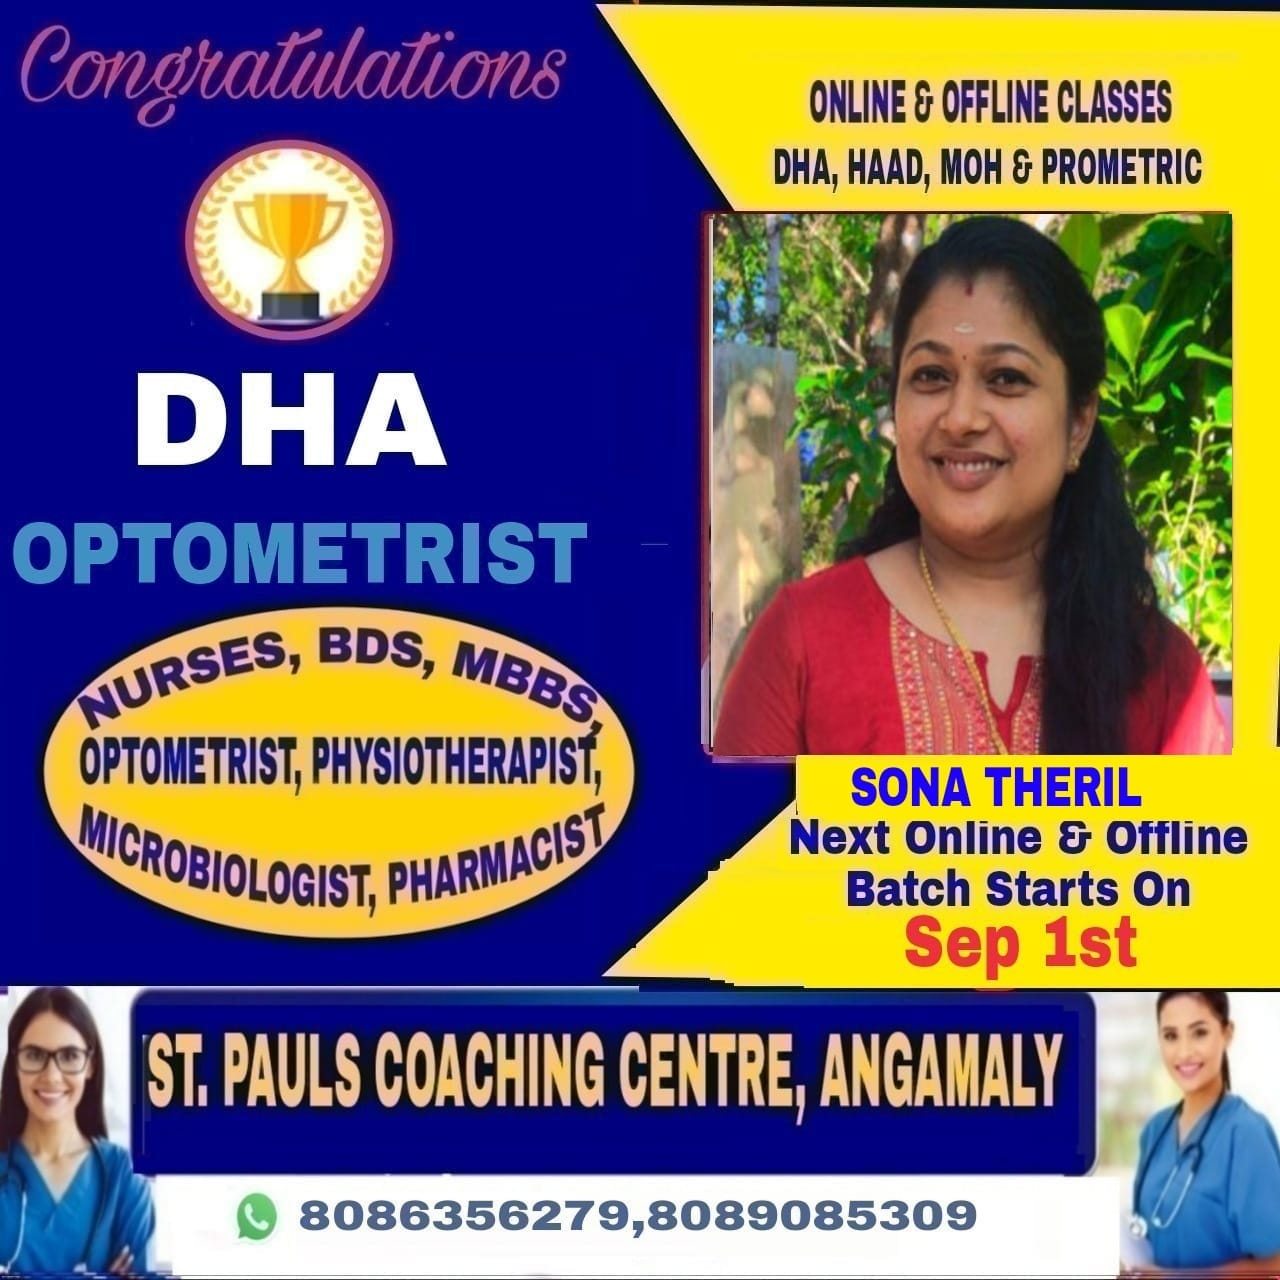 Congratulations
DHA
OPTOMETRIST
NURSES, BDS, MBBS,
OPTOMETRIST, PHYSIOTHERAPIST,
MICROBIOLOGIST, PHARMACIST
ONLINE & OFFLINE CLASSES
DHA, HAAD, MOH & PROMETRIC
SONA THERIL
Next Online & Offline
Batch Starts On
Sep 1st
ST. PAULS COACHING CENTRE, ANGAMALY
8086356279,8089085309